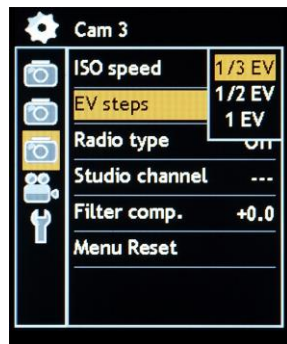 Cam 3
ISO speed 1/3 EV
EV steps 1/2 EV
1 EV
Radio type Off
Studio channel ---
Filter comp. +0.0
Menu Reset